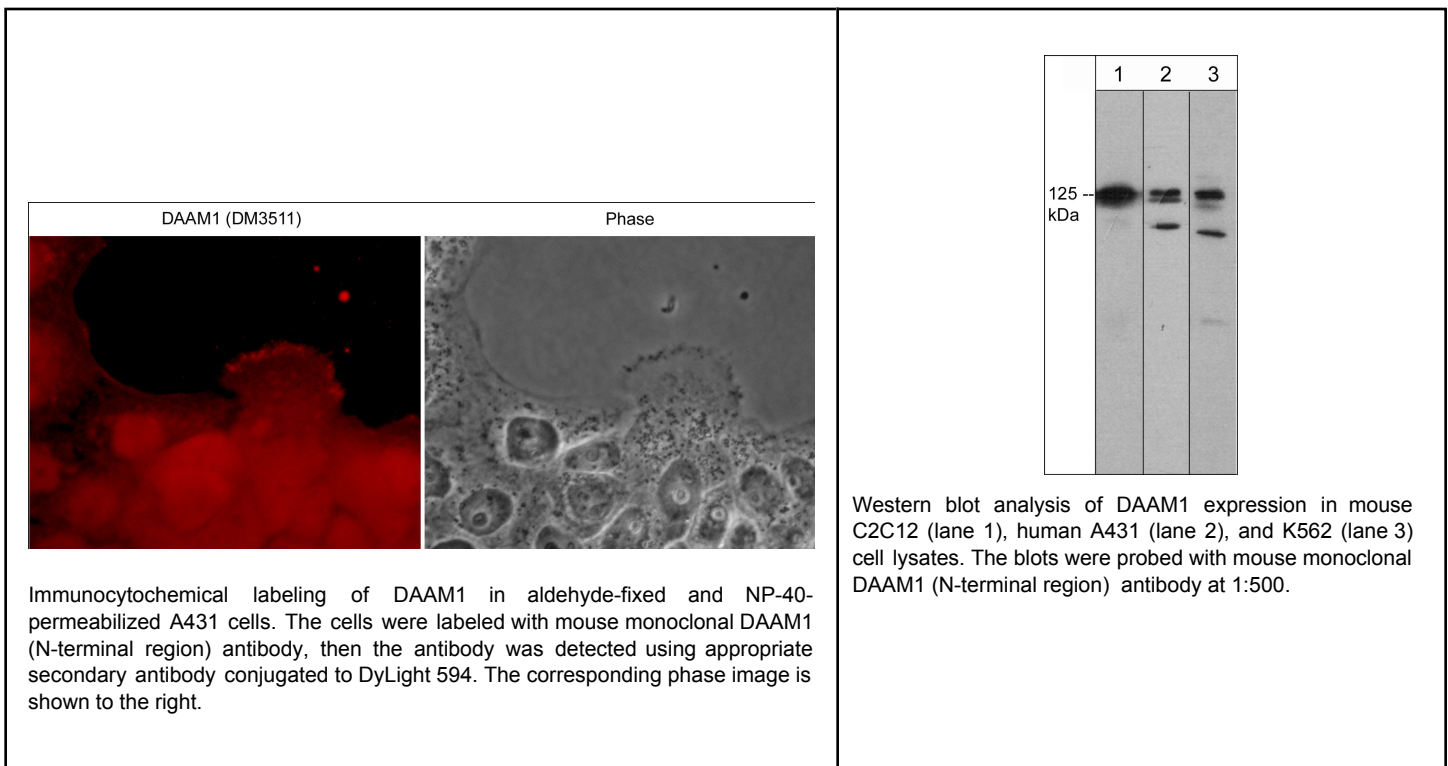 DAAM1 (DM3511)
Phase
Immunocytochemical labeling of DAAM1 in aldehyde-fixed and NP-40-
permeabilized A431 cells. The cells were labeled with mouse monoclonal DAAM1
(N-terminal region) antibody, then the antibody was detected using appropriate
secondary antibody conjugated to DyLight 594. The corresponding phase image is
shown to the right.
1 2 3
125 --
kDa
Western blot analysis of DAAM1 expression in mouse
C2C12 (lane 1), human A431 (lane 2), and K562 (lane 3)
cell lysates. The blots were probed with mouse monoclonal
DAAM1 (N-terminal region) antibody at 1:500.